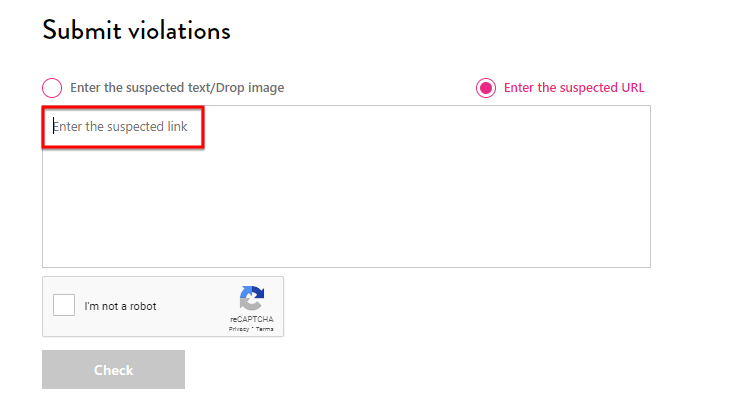 Submit violations
Enter the suspected text/Drop image
Enter the suspected URL
Enter the suspected link
I'm not a robot
reCAPTCHA
Privacy - Terms
Check